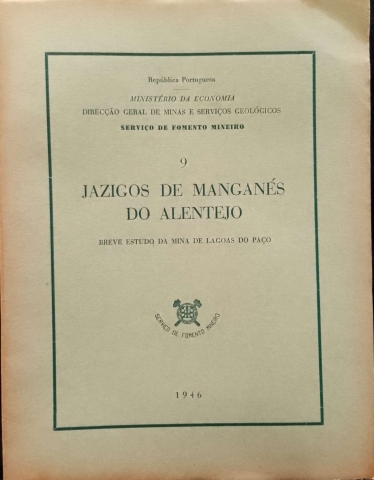 República Portuguesa
MINISTÉRIO DA ECONOMIA
DIRECÇÃO GERAL DE MINAS E SERVIÇOS GEOLÓGICOS
SERVIÇO DE FOMENTO MINEIRO
9
JAZIGOS DE MANGANÉS
DO ALENTEJO
BREVE ESTUDO DA MINA DE LAGOAS DO PAÇO
SERVIÇO DE FOMENTO MINEIRO
1946